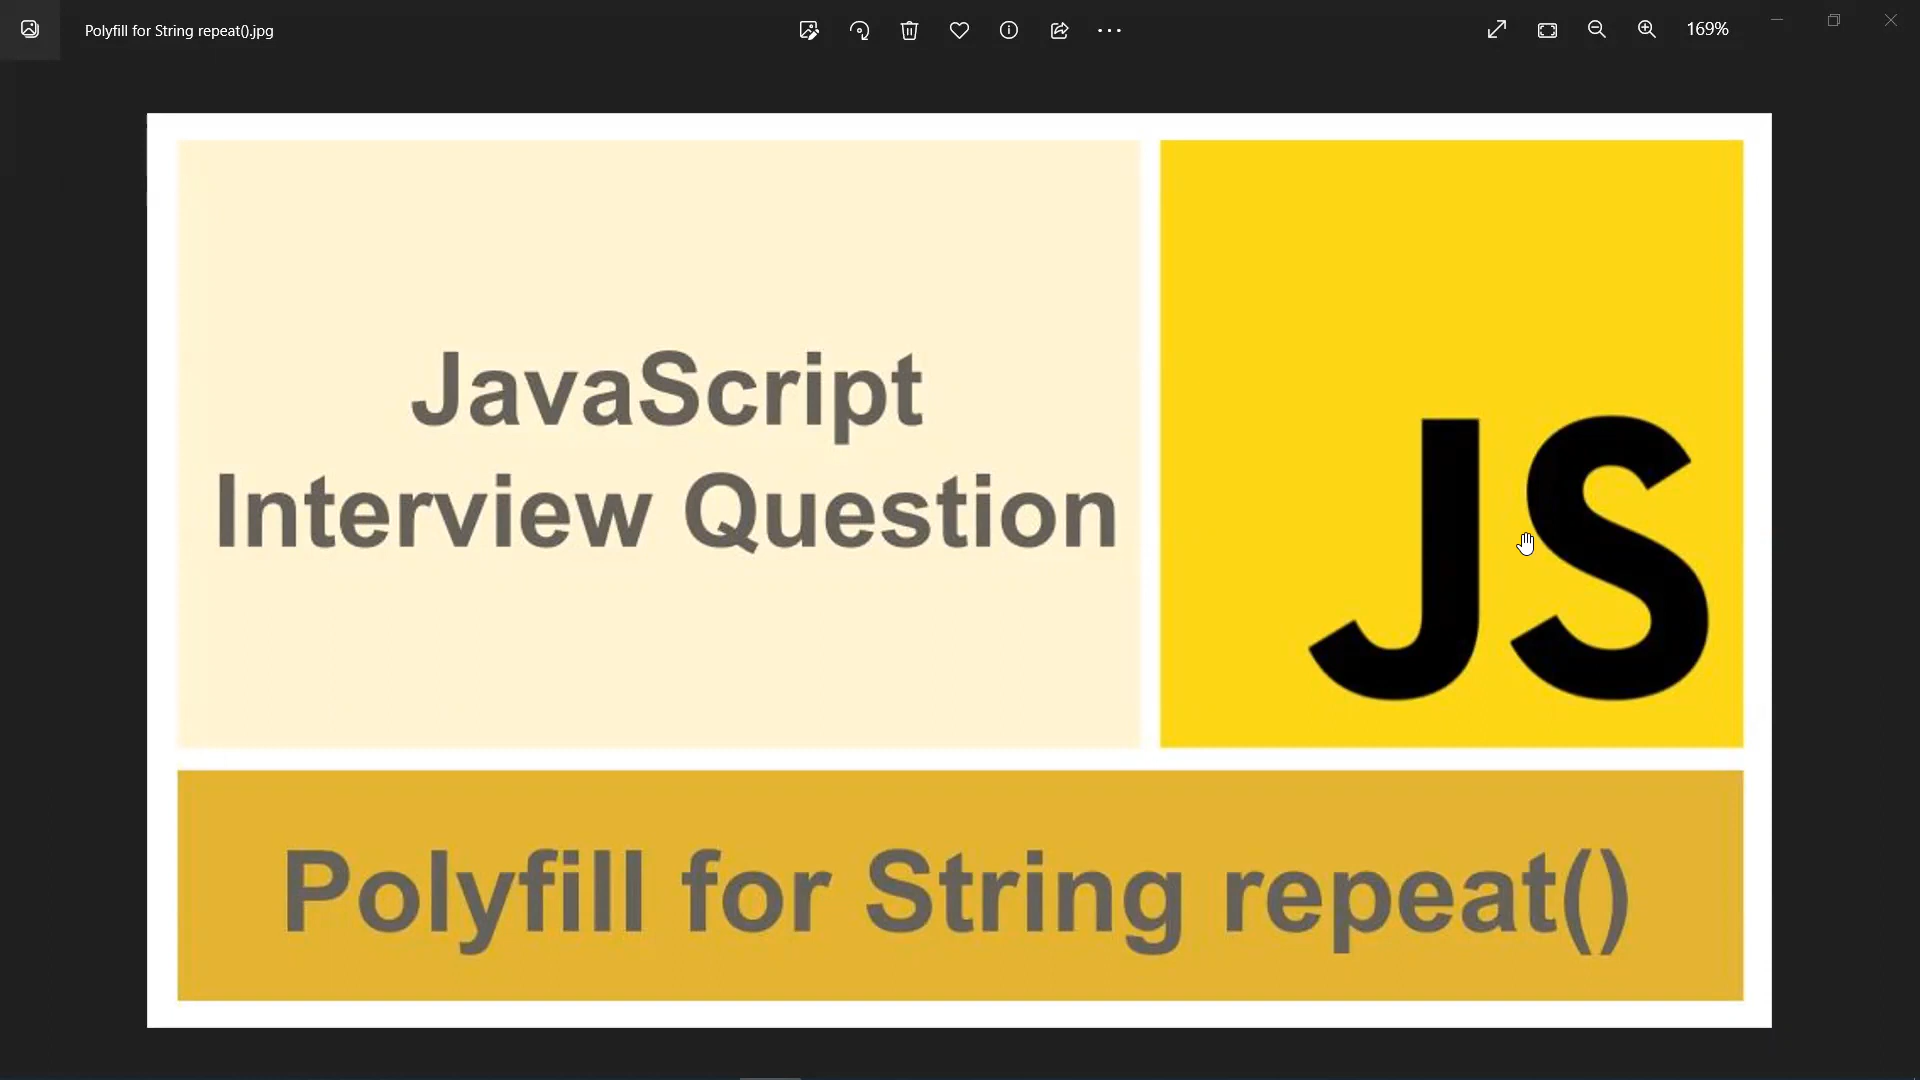 Polyfill for String repeat().jpg
169%
JavaScript
Interview Question
JS
Polyfill for String repeat()